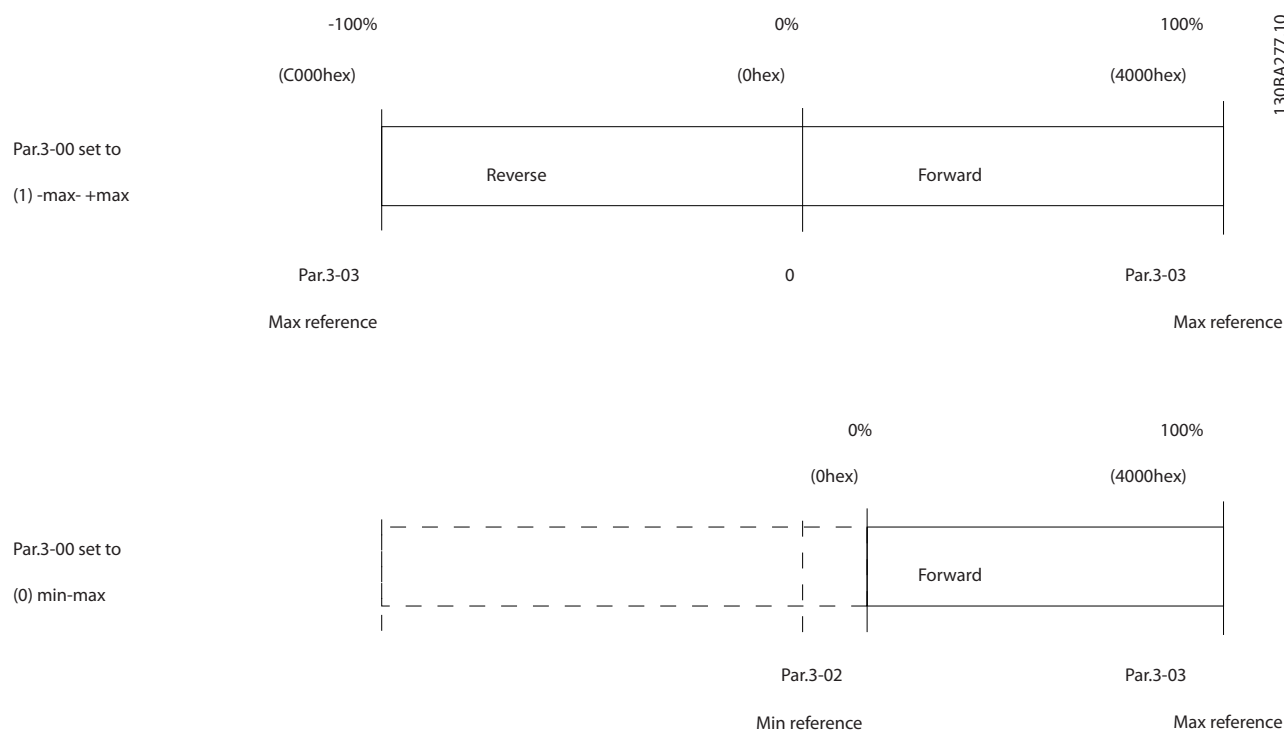 -100% 0% 100%
(C000hex) (0hex) (4000hex)
130BA277.10
Par.3-00 set to
(1) -max- +max
Reverse Forward
Par.3-03 0 Par.3-03
Max reference Max reference
0% 100%
(0hex) (4000hex)
Par.3-00 set to
(0) min-max
Forward
Par.3-02 Par.3-03
Min reference Max reference